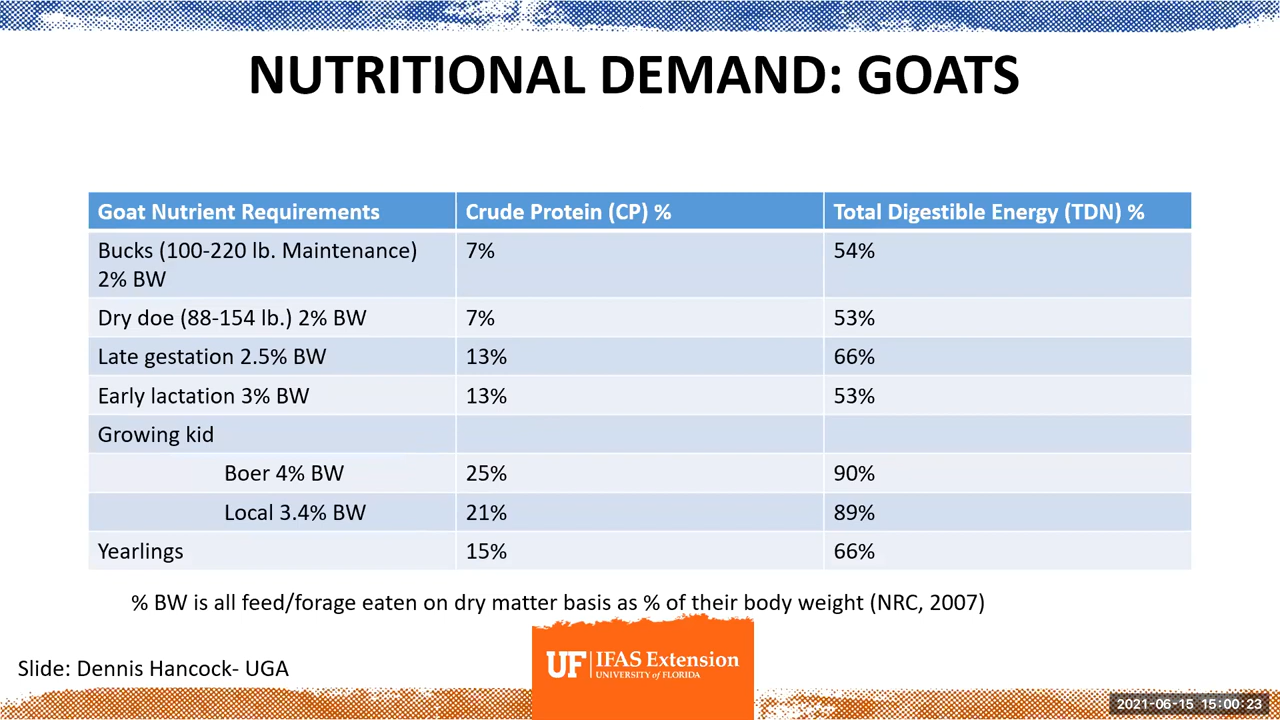 NUTRITIONAL DEMAND: GOATS
Goat Nutrient Requirements Crude Protein (CP) % Total Digestible Energy (TDN) %
Bucks (100-220 lb. Maintenance) 7% 54%
2% BW
Dry doe (88-154 lb.) 2% BW 7% 53%
Late gestation 2.5% BW 13% 66%
Early lactation 3% BW 13% 53%
Growing kid
Boer 4% BW 25% 90%
Local 3.4% BW 21% 89%
Yearlings 15% 66%
% BW is all feed/forage eaten on dry matter basis as % of their body weight (NRC, 2007)
UF IFAS Extension
UNIVERSITY of FLORIDA
Slide: Dennis Hancock- UGA
2021-06-15 15:00:23